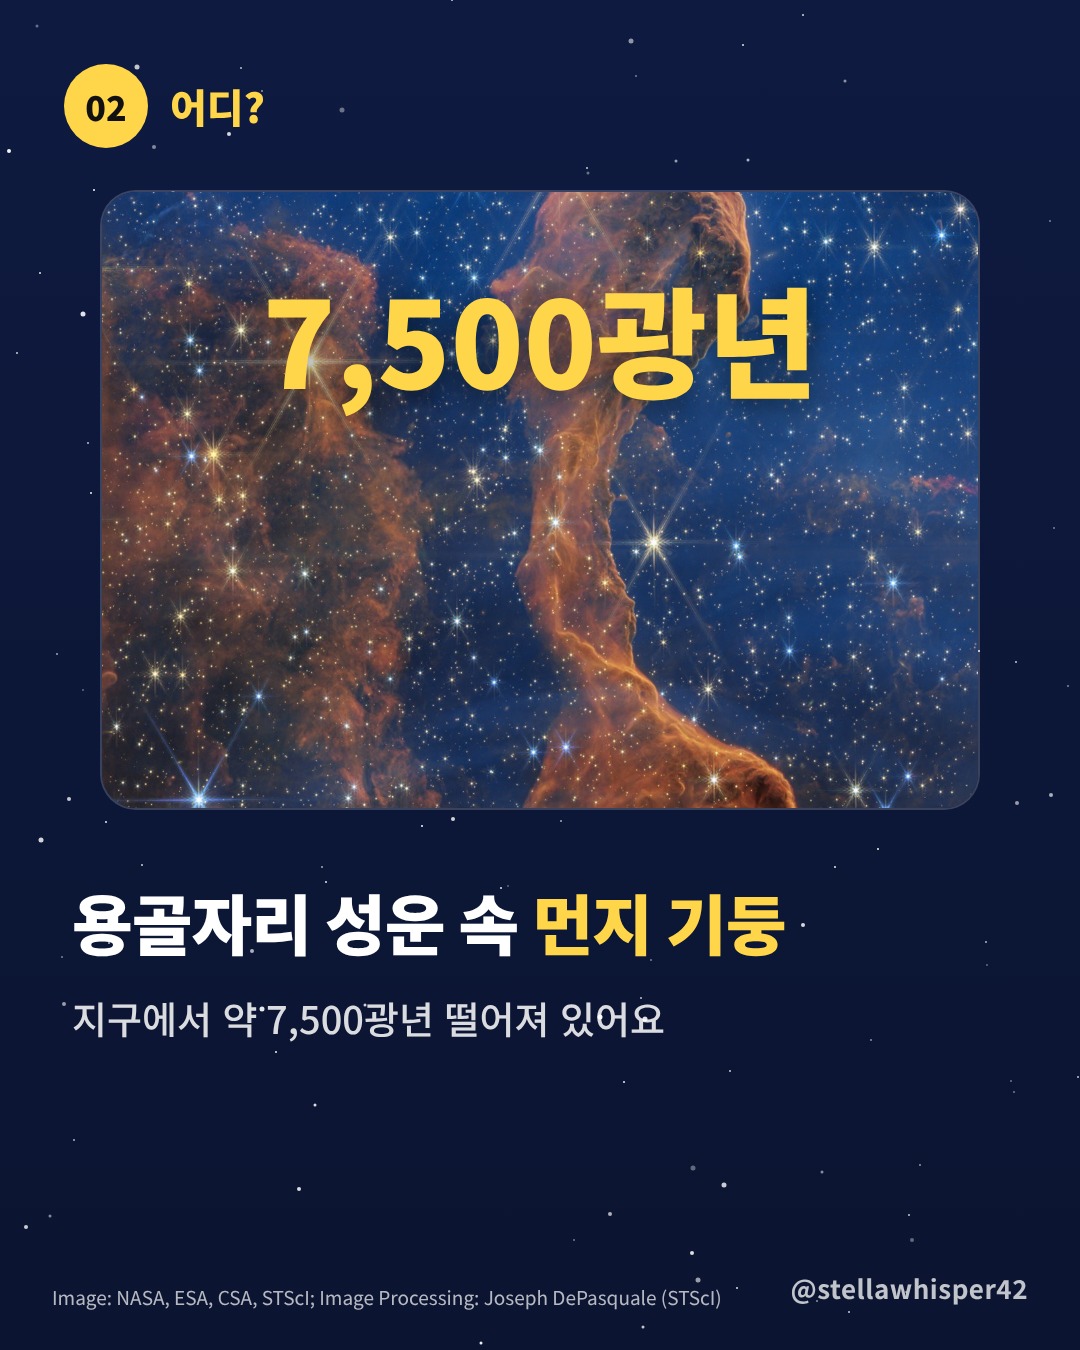 02 어디?
7,500광년
용골자리 성운 속 먼지 기둥
지구에서 약 7,500광년 떨어져 있어요
Image: NASA, ESA, CSA, STScI; Image Processing: Joseph DePasquale (STScI)
@stellawhisper42